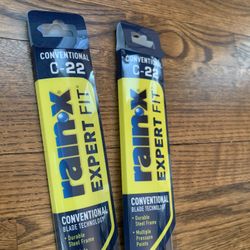 CONVENTIONAL
C-22
rain-x
EXPERT FIT
CONVENTIONAL
BLADE TECHNOLOGY
• Durable
Steel Frame
CONVENTIONAL
C-22
rain-x
EXPERT FIT
CONVENTIONAL
BLADE TECHNOLOGY
• Durable
Steel Frame
• Multiple
Pressure
Points